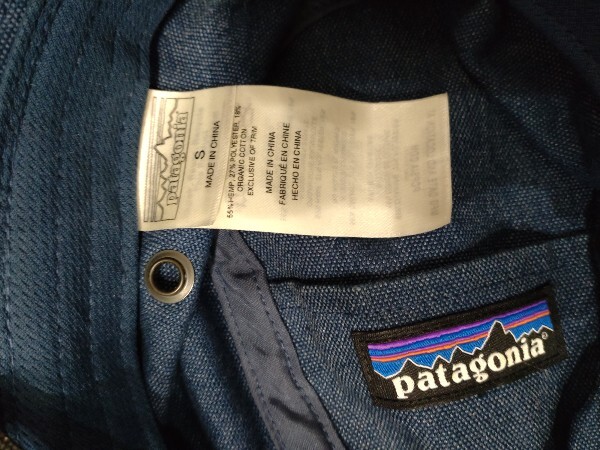 patagonia
S
MADE IN CHINA
55% HEMP, 27% POLYESTER, 18%
ORGANIC COTTON
EXCLUSIVE OF TRIM
MADE IN CHINA
FABRIQUÉ EN CHINE
HECHO EN CHINA
patagonia®